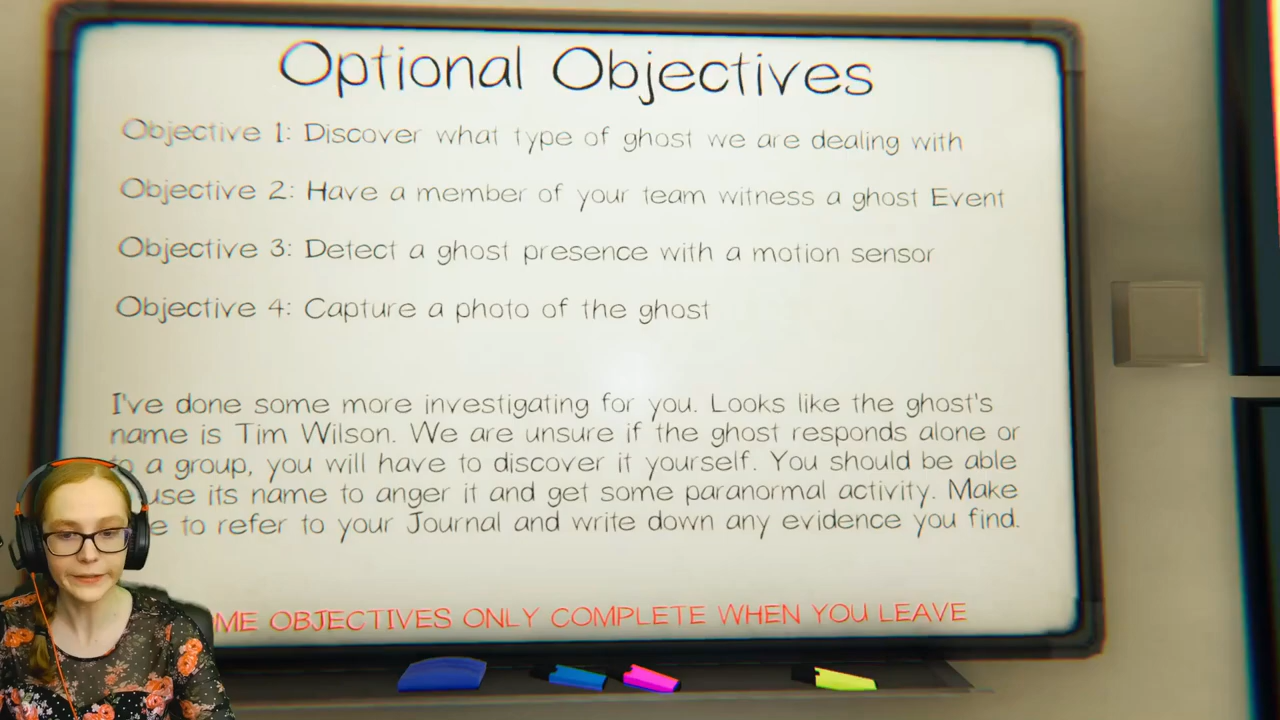 Optional Objectives
Objective 1: Discover what type of ghost we are dealing with
Objective 2: Have a member of your team witness a ghost Event
Objective 3: Detect a ghost presence with a motion sensor
Objective 4: Capture a photo of the ghost
I've done some more investigating for you. Looks like the ghost's
name is Tim Wilson. We are unsure if the ghost responds alone or
a group, you will have to discover it yourself. You should be able
use its name to anger it and get some paranormal activity. Make
to refer to your Journal and write down any evidence you find.
OBJECTIVES ONLY COMPLETE WHEN YOU LEAVE